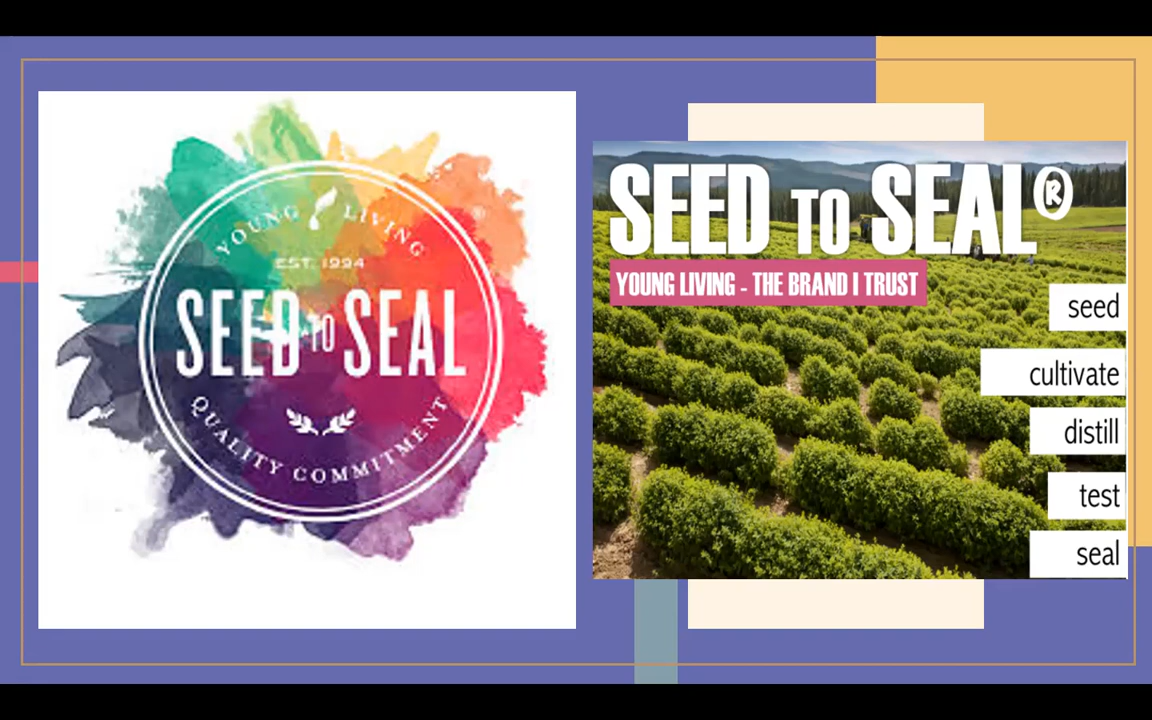 YOUNG LIVING
EST. 1994
SEED TO SEAL
QUALITY COMMITMENT
SEED TO SEAL®
YOUNG LIVING - THE BRAND I TRUST
seed
cultivate
distill
test
seal